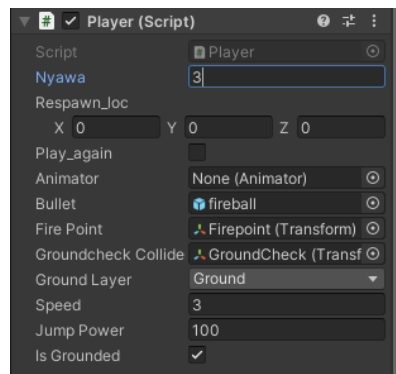 Player (Script)
Script Player
Nyawa 3
Respawn_loc
X 0 Y 0 Z 0
Play_again
Animator None (Animator)
Bullet fireball
Fire Point Firepoint (Transform)
Groundcheck Collide GroundCheck (Transf
Ground Layer Ground
Speed 3
Jump Power 100
Is Grounded